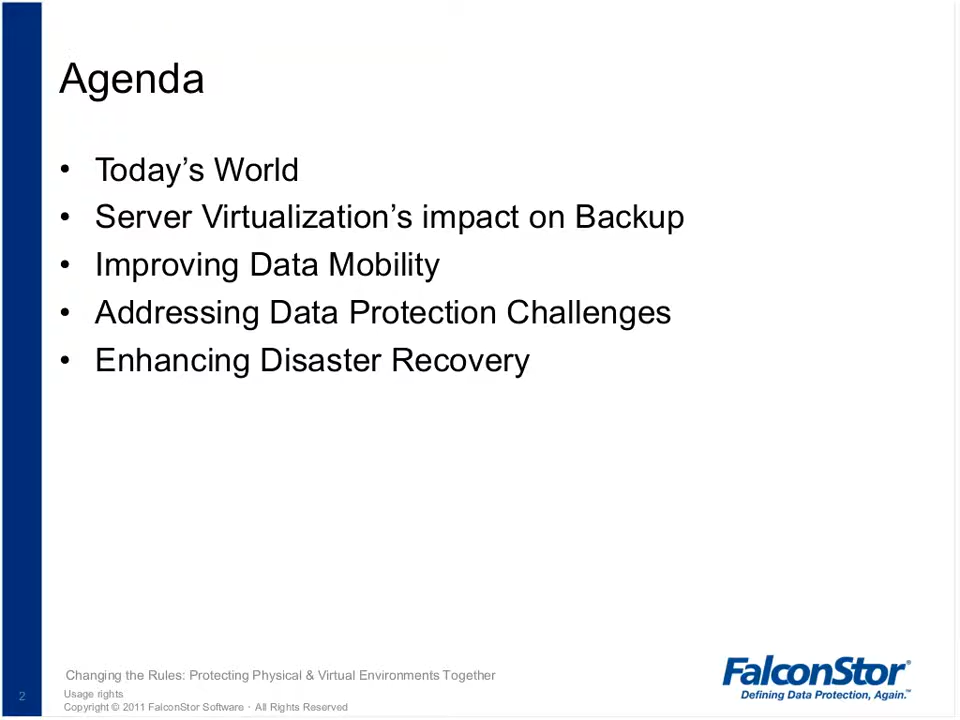 Agenda
• Today’s World
• Server Virtualization’s impact on Backup
• Improving Data Mobility
• Addressing Data Protection Challenges
• Enhancing Disaster Recovery
Changing the Rules: Protecting Physical & Virtual Environments Together
2
Usage rights
Copyright © 2011 FalconStor Software · All Rights Reserved
FalconStor®
Defining Data Protection, Again.™